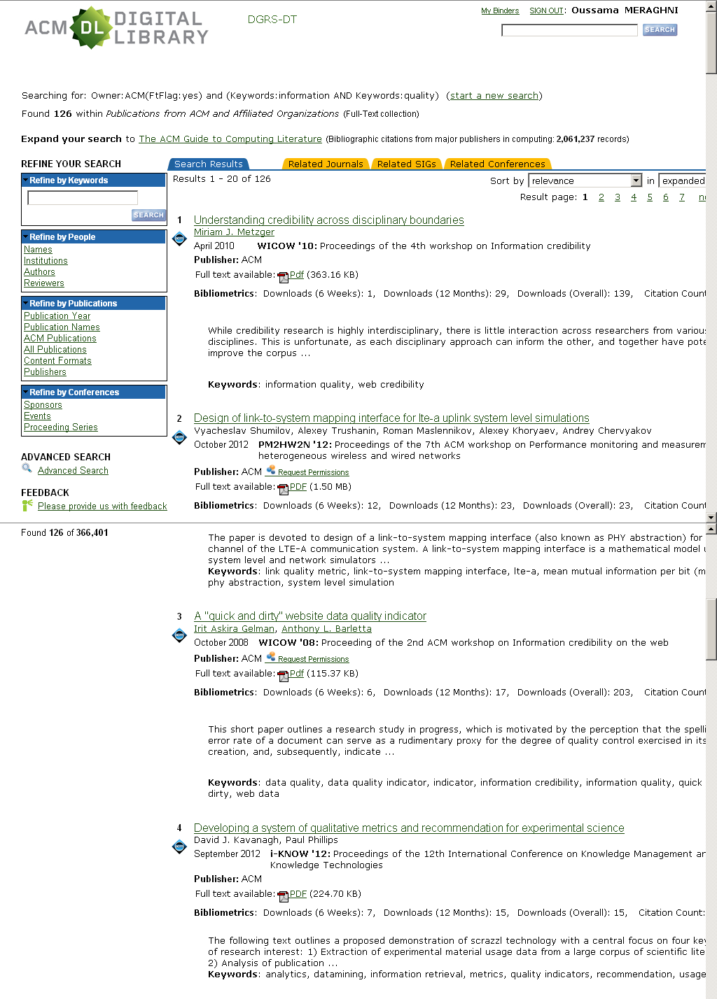 ACM DL DIGITAL LIBRARY
DGRS-DT
My Binders SIGN OUT: Oussama MERAGHNI
SEARCH
Searching for: Owner:ACM(FtFlag:yes) and (Keywords:information AND Keywords:quality) (start a new search)
Found 126 within Publications from ACM and Affiliated Organizations (Full-Text collection)
Expand your search to The ACM Guide to Computing Literature (Bibliographic citations from major publishers in computing: 2,061,237 records)
REFINE YOUR SEARCH
Refine by Keywords
SEARCH
Refine by People
Names
Institutions
Authors
Reviewers
Refine by Publications
Publication Year
Publication Names
ACM Publications
All Publications
Content Formats
Publishers
Refine by Conferences
Sponsors
Events
Proceeding Series
ADVANCED SEARCH
Advanced Search
FEEDBACK
Please provide us with feedback
Found 126 of 366,401
Search Results Related Journals Related SIGs Related Conferences
Results 1 - 20 of 126
Sort by relevance in expanded
Result page: 1 2 3 4 5 6 7
1 Understanding credibility across disciplinary boundaries
Miriam J. Metzger
April 2010 WICOW '10: Proceedings of the 4th workshop on Information credibility
Publisher: ACM
Full text available: Pdf (363.16 KB)
Bibliometrics: Downloads (6 Weeks): 1, Downloads (12 Months): 29, Downloads (Overall): 139, Citation Count
While credibility research is highly interdisciplinary, there is little interaction across researchers from variou
disciplines. This is unfortunate, as each disciplinary approach can inform the other, and together have pote
improve the corpus ...
Keywords: information quality, web credibility
2 Design of link-to-system mapping interface for lte-a uplink system level simulations
Vyacheslav Shumilov, Alexey Trushanin, Roman Maslennikov, Alexey Khoryaev, Andrey Chervyakov
October 2012 PM2HW2N '12: Proceedings of the 7th ACM workshop on Performance monitoring and measurem
heterogeneous wireless and wired networks
Publisher: ACM Request Permissions
Full text available: PDF (1.50 MB)
Bibliometrics: Downloads (6 Weeks): 12, Downloads (12 Months): 23, Downloads (Overall): 23, Citation Count
The paper is devoted to design of a link-to-system mapping interface (also known as PHY abstraction) for
channel of the LTE-A communication system. A link-to-system mapping interface is a mathematical model
system level and network simulators ...
Keywords: link quality metric, link-to-system mapping interface, lte-a, mean mutual information per bit (m
phy abstraction, system level simulation
3 A "quick and dirty" website data quality indicator
Irit Askira Gelman, Anthony L. Barletta
October 2008 WICOW '08: Proceeding of the 2nd ACM workshop on Information credibility on the web
Publisher: ACM Request Permissions
Full text available: Pdf (115.37 KB)
Bibliometrics: Downloads (6 Weeks): 6, Downloads (12 Months): 17, Downloads (Overall): 203, Citation Count
This short paper outlines a research study in progress, which is motivated by the perception that the spelli
error rate of a document can serve as a rudimentary proxy for the degree of quality control exercised in its
creation, and, subsequently, indicate ...
Keywords: data quality, data quality indicator, indicator, information credibility, information quality, quick
dirty, web data
4 Developing a system of qualitative metrics and recommendation for experimental science
David J. Kavanagh, Paul Phillips
September 2012 i-KNOW '12: Proceedings of the 12th International Conference on Knowledge Management an
Knowledge Technologies
Publisher: ACM
Full text available: PDF (224.70 KB)
Bibliometrics: Downloads (6 Weeks): 7, Downloads (12 Months): 15, Downloads (Overall): 15, Citation Count:
The following text outlines a proposed demonstration of scrazzl technology with a central focus on four key
of research interest: 1) Extraction of experimental material usage data from a large corpus of scientific lite
2) Analysis of publication ...
Keywords: analytics, datamining, information retrieval, metrics, quality indicators, recommendation, usage